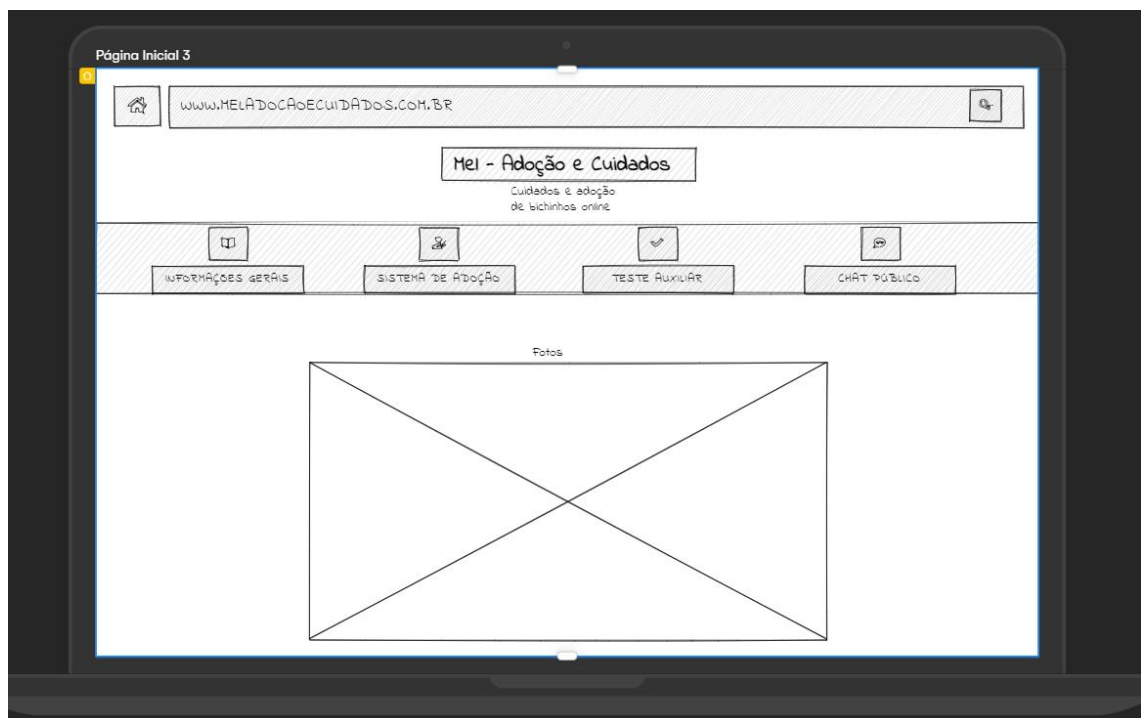 Página Inicial 3
WWW.MELADOCAOECUIDADOS.COM.BR
Mel - Adoção e Cuidados
Cuidados e adoção
de bichinhos online
INFORMAÇÕES GERAIS
SISTEMA DE ADOÇÃO
TESTE AUXILIAR
CHAT PÚBLICO
Fotos